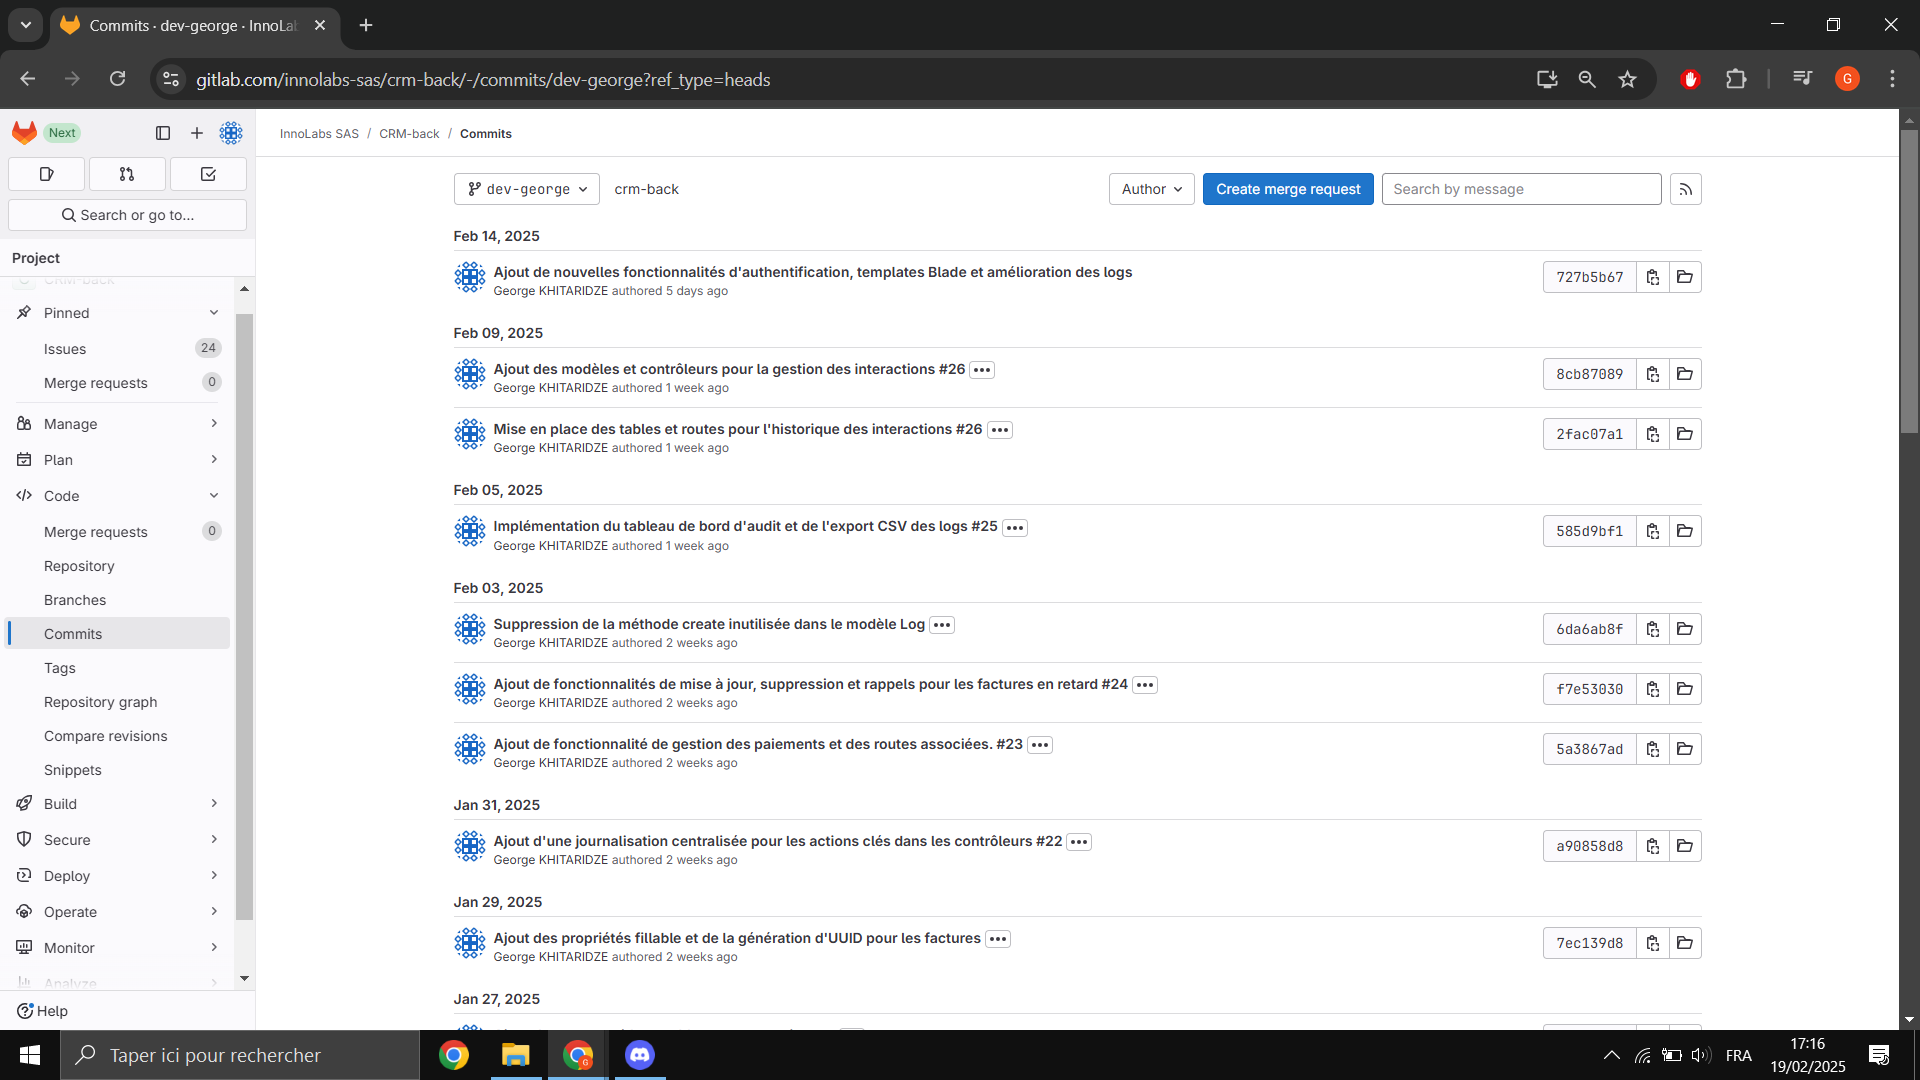 Commits · dev-george · InnoLab
gitlab.com/innolabs-sas/crm-back/-/commits/dev-george?ref_type=heads
G
Next
InnoLabs SAS / CRM-back / Commits
Search or go to...
Project
CRM-back
Pinned
Issues 24
Merge requests 0
Manage
Plan
Code
Merge requests 0
Repository
Branches
Commits
Tags
Repository graph
Compare revisions
Snippets
Build
Secure
Deploy
Operate
Monitor
Analyze
Help
dev-george crm-back Author Create merge request Search by message
Feb 14, 2025
Ajout de nouvelles fonctionnalités d'authentification, templates Blade et amélioration des logs
George KHITARIDZE authored 5 days ago
727b5b67
Feb 09, 2025
Ajout des modèles et contrôleurs pour la gestion des interactions #26
George KHITARIDZE authored 1 week ago
8cb87089
Mise en place des tables et routes pour l'historique des interactions #26
George KHITARIDZE authored 1 week ago
2fac07a1
Feb 05, 2025
Implémentation du tableau de bord d'audit et de l'export CSV des logs #25
George KHITARIDZE authored 1 week ago
585d9bf1
Feb 03, 2025
Suppression de la méthode create inutilisée dans le modèle Log
George KHITARIDZE authored 2 weeks ago
6da6ab8f
Ajout de fonctionnalités de mise à jour, suppression et rappels pour les factures en retard #24
George KHITARIDZE authored 2 weeks ago
f7e53030
Ajout de fonctionnalité de gestion des paiements et des routes associées. #23
George KHITARIDZE authored 2 weeks ago
5a3867ad
Jan 31, 2025
Ajout d'une journalisation centralisée pour les actions clés dans les contrôleurs #22
George KHITARIDZE authored 2 weeks ago
a90858d8
Jan 29, 2025
Ajout des propriétés fillable et de la génération d'UUID pour les factures
George KHITARIDZE authored 2 weeks ago
7ec139d8
Jan 27, 2025
Taper ici pour rechercher
FRA
17:16
19/02/2025